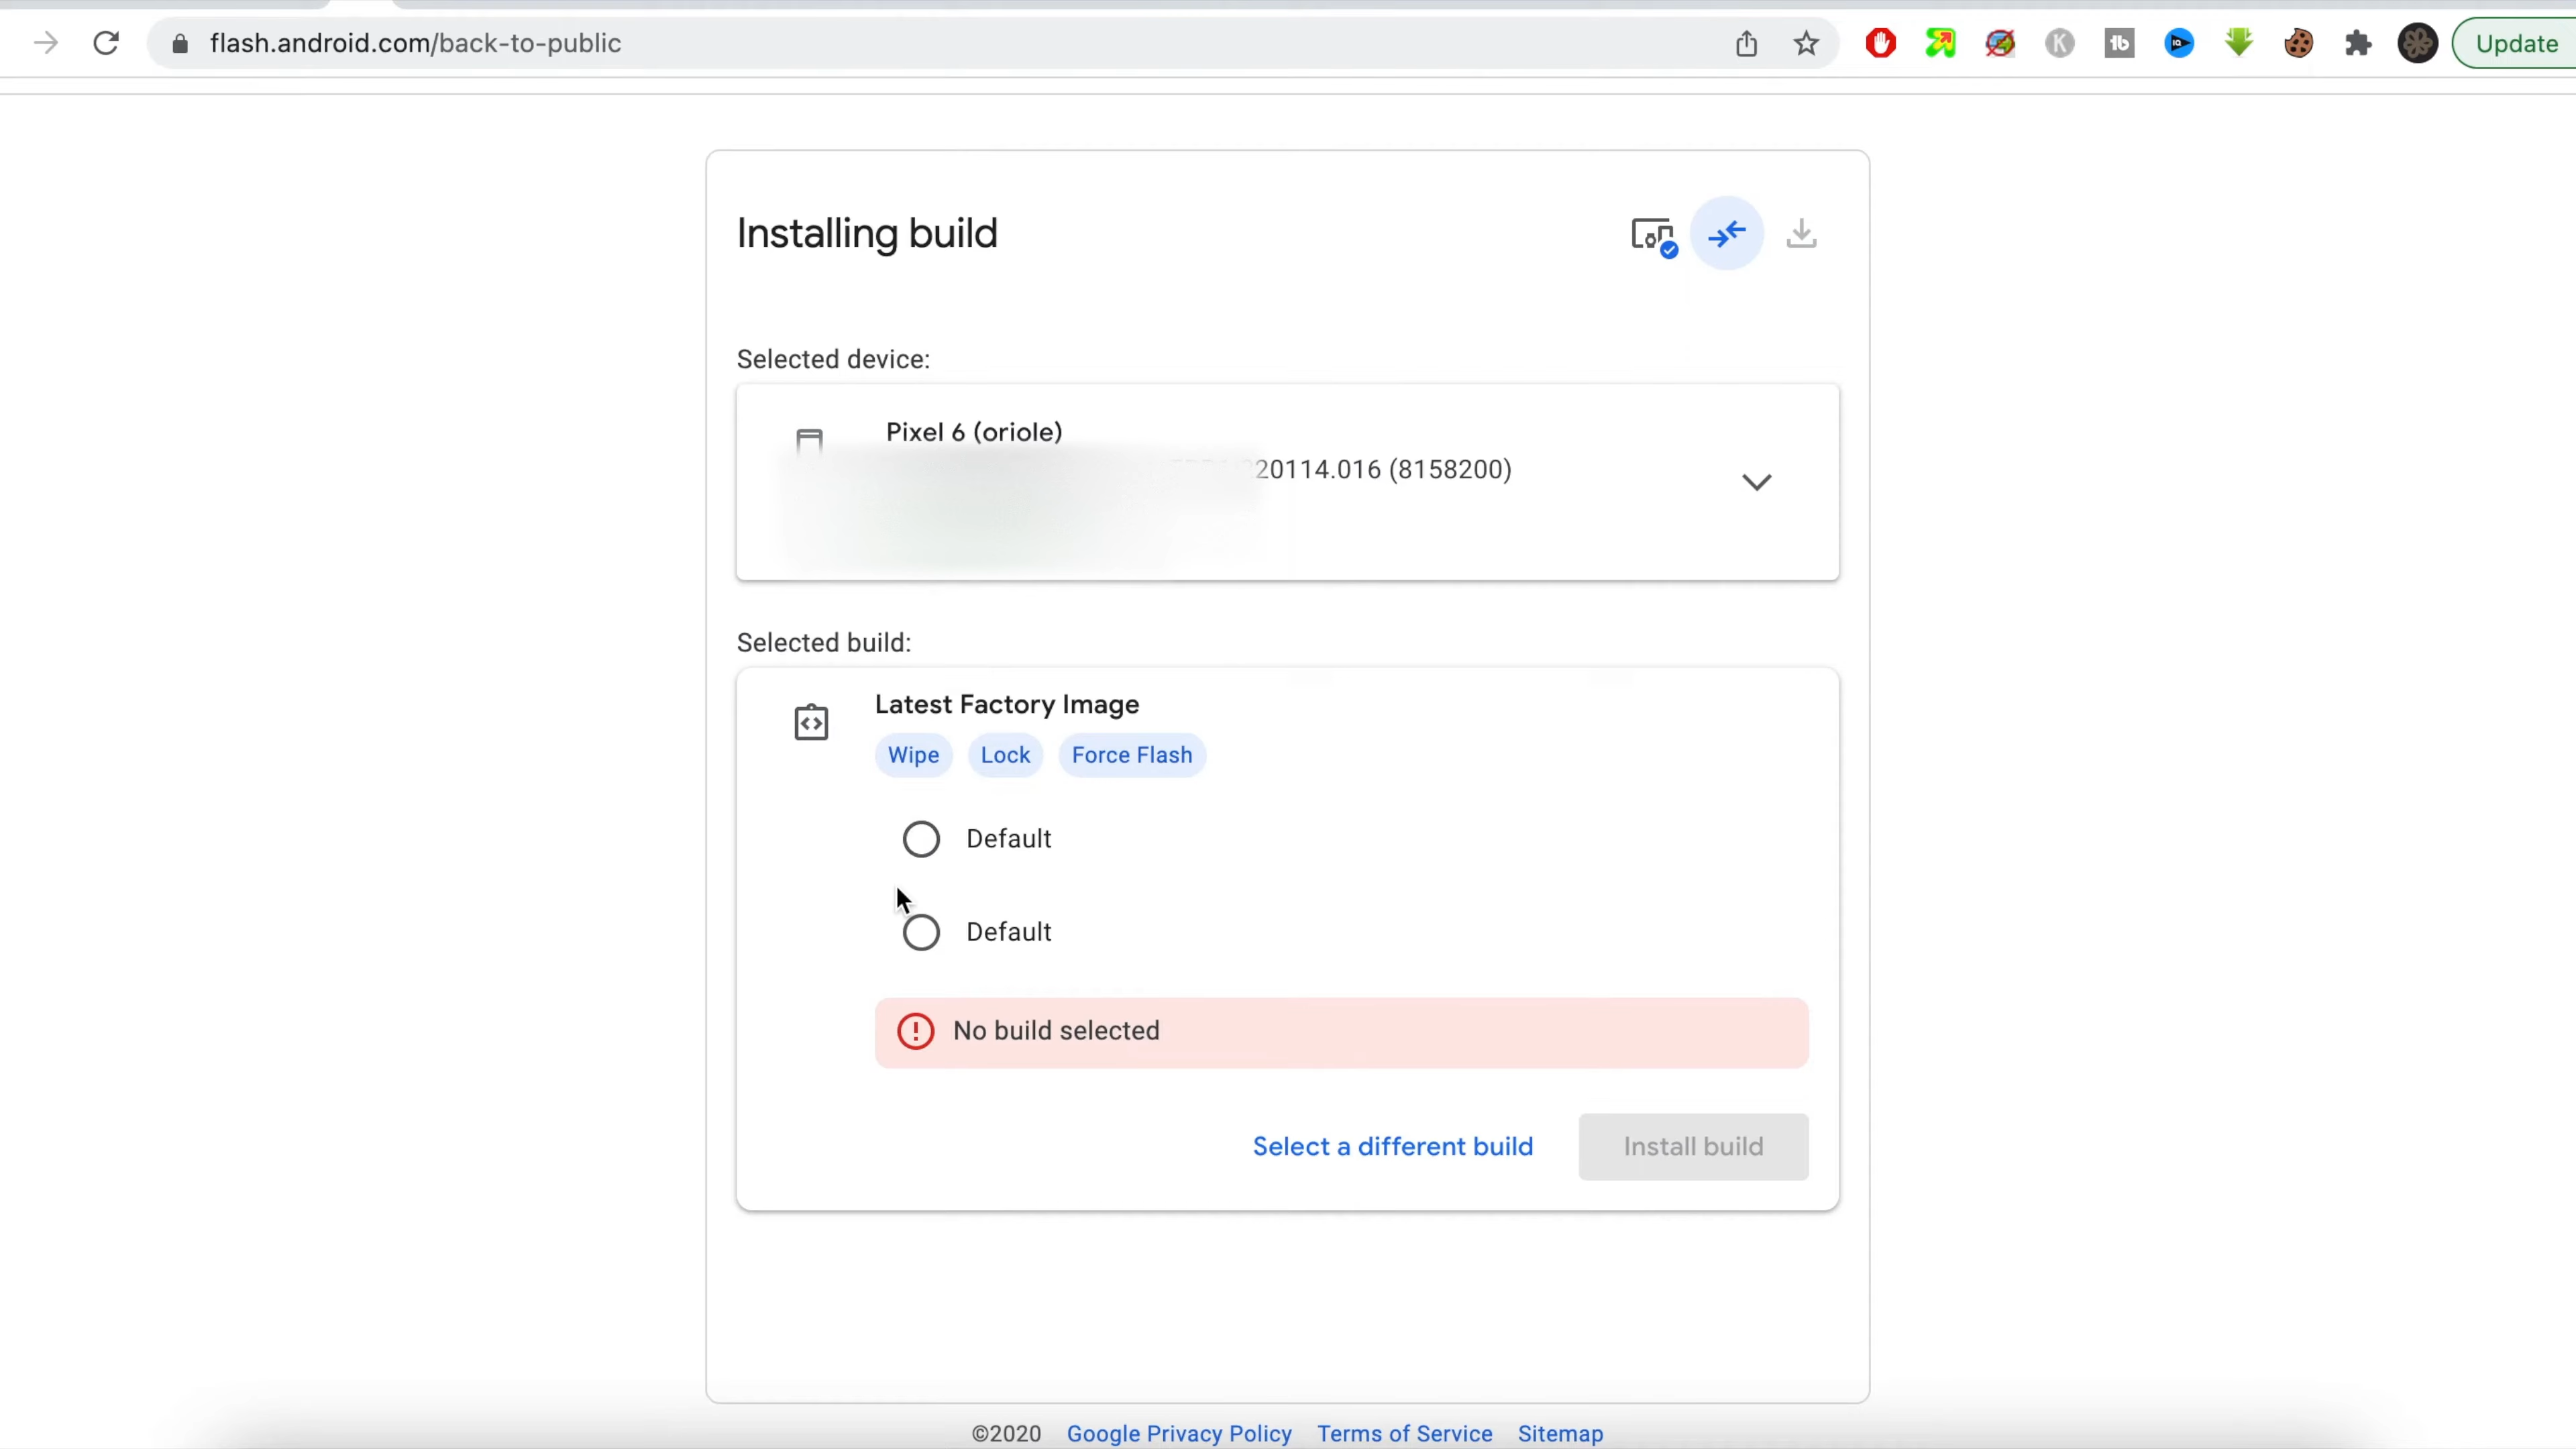 flash.android.com/back-to-public
Update
Installing build
Selected device:
Pixel 6 (oriole)
20114.016 (8158200)
Selected build:
Latest Factory Image
Wipe Lock Force Flash
Default
Default
No build selected
Select a different build Install build
©2020 Google Privacy Policy Terms of Service Sitemap